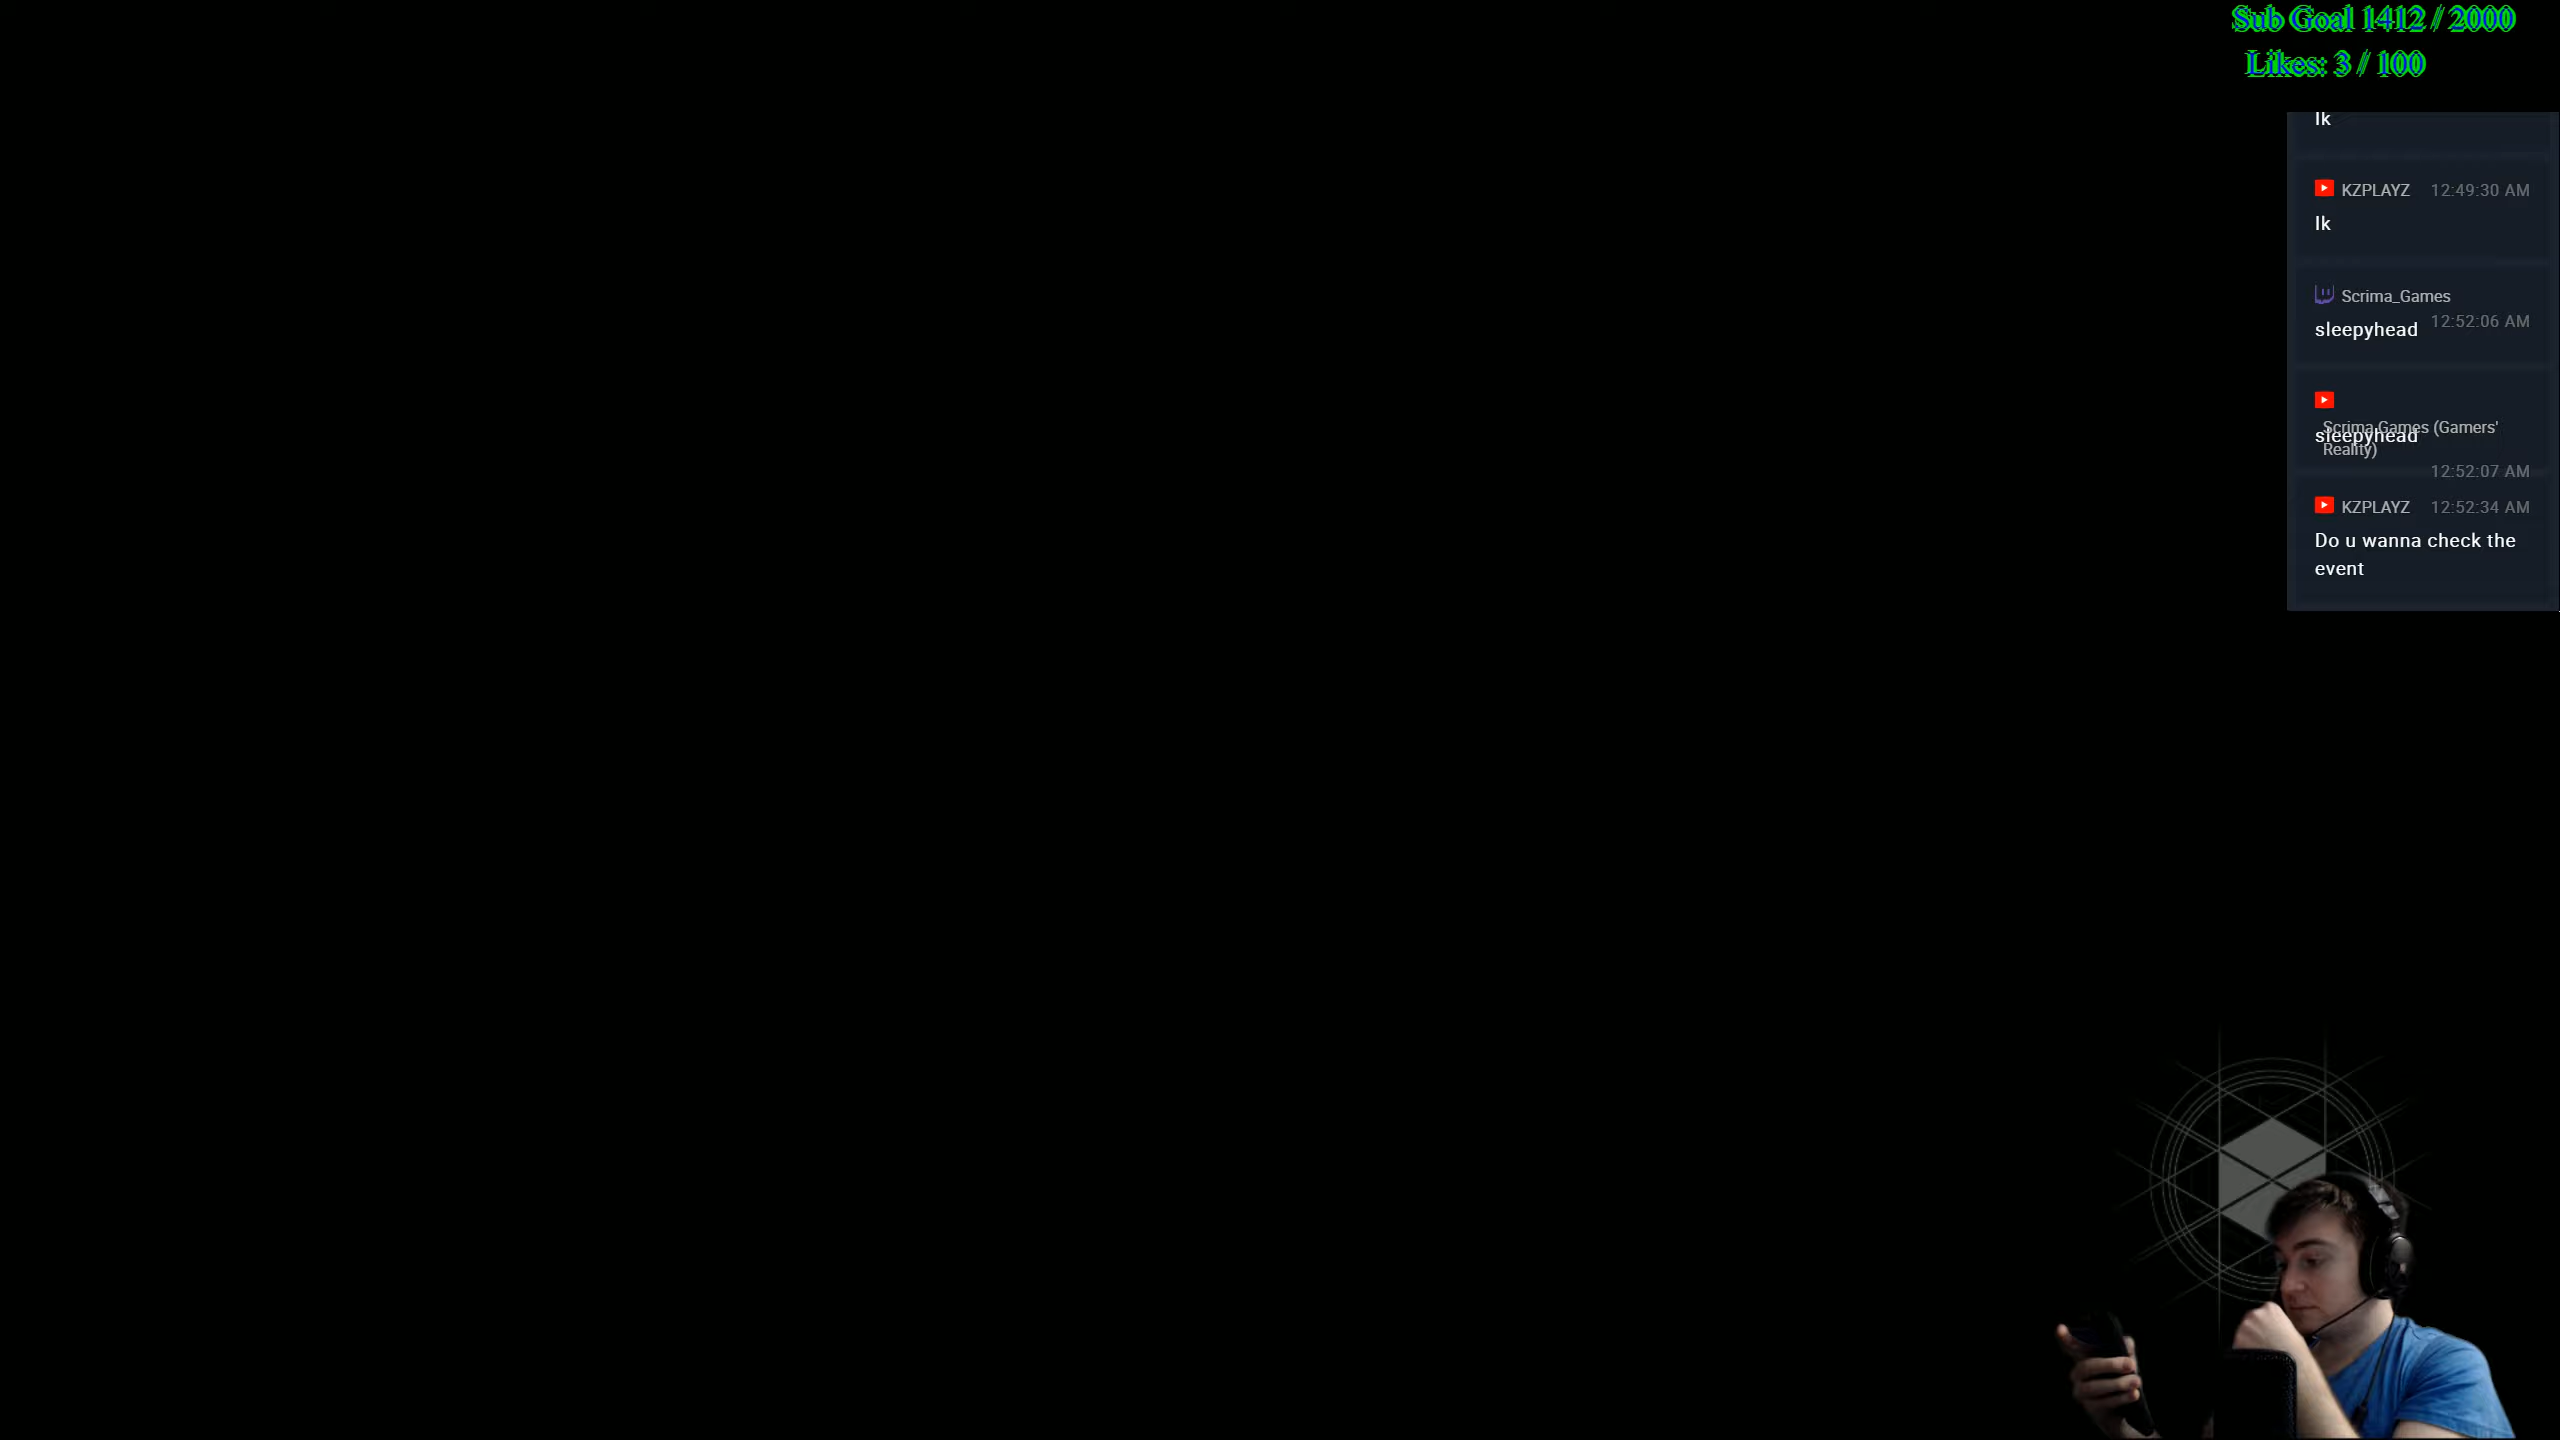 Sub Goal 1412 / 2000
Likes: 3 / 100
Ik
KZPLAYZ 12:49:30 AM
Ik
Scrima_Games
12:52:06 AM
sleepyhead
Scrima Games (Gamers'
Reality)
sleepyhead
12:52:07 AM
KZPLAYZ 12:52:34 AM
Do u wanna check the
event